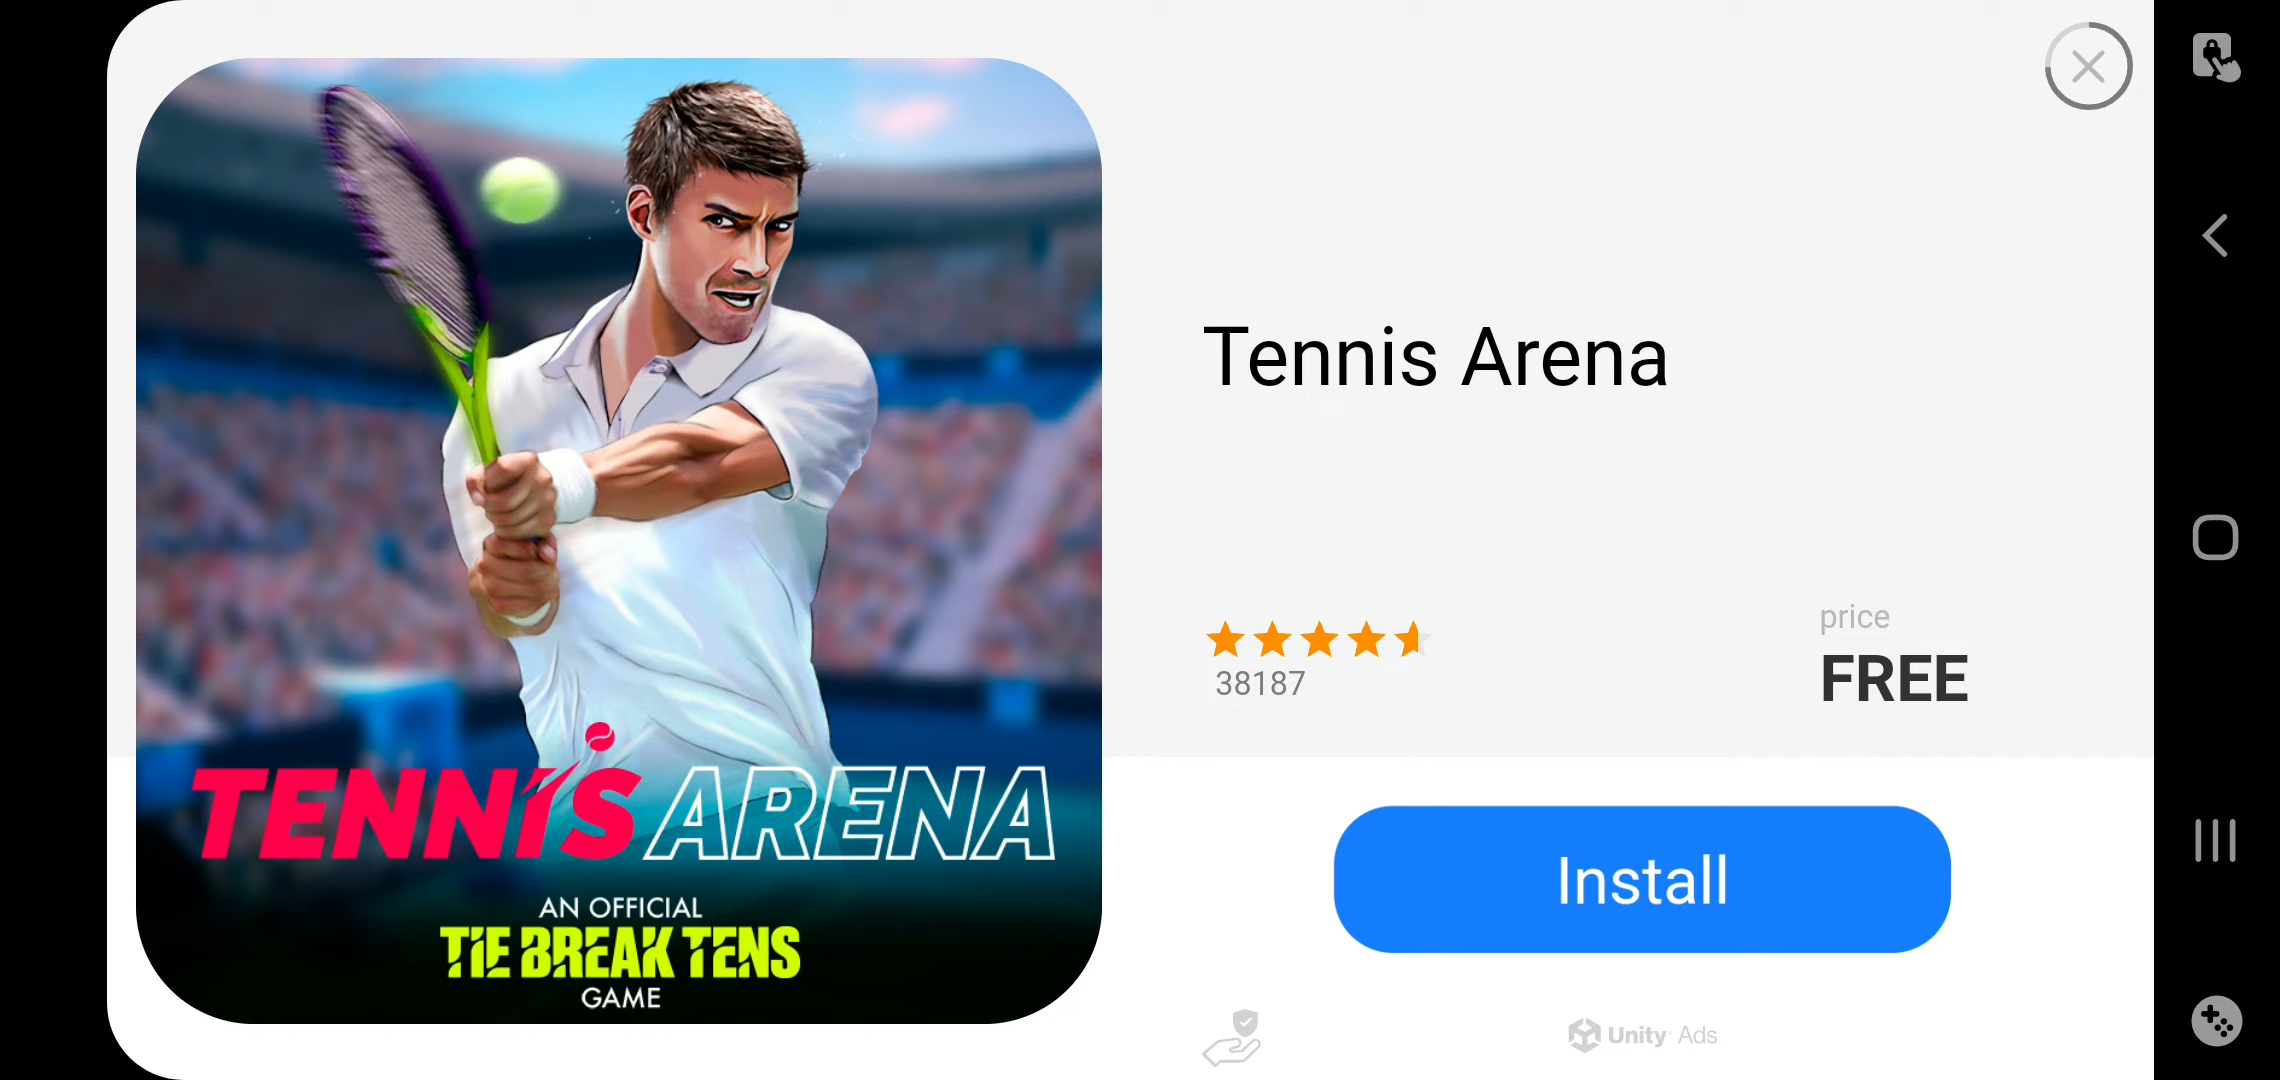 TENNIS ARENA
AN OFFICIAL
TIE BREAK TENS
GAME
Tennis Arena
38187
price
FREE
Install
Unity Ads